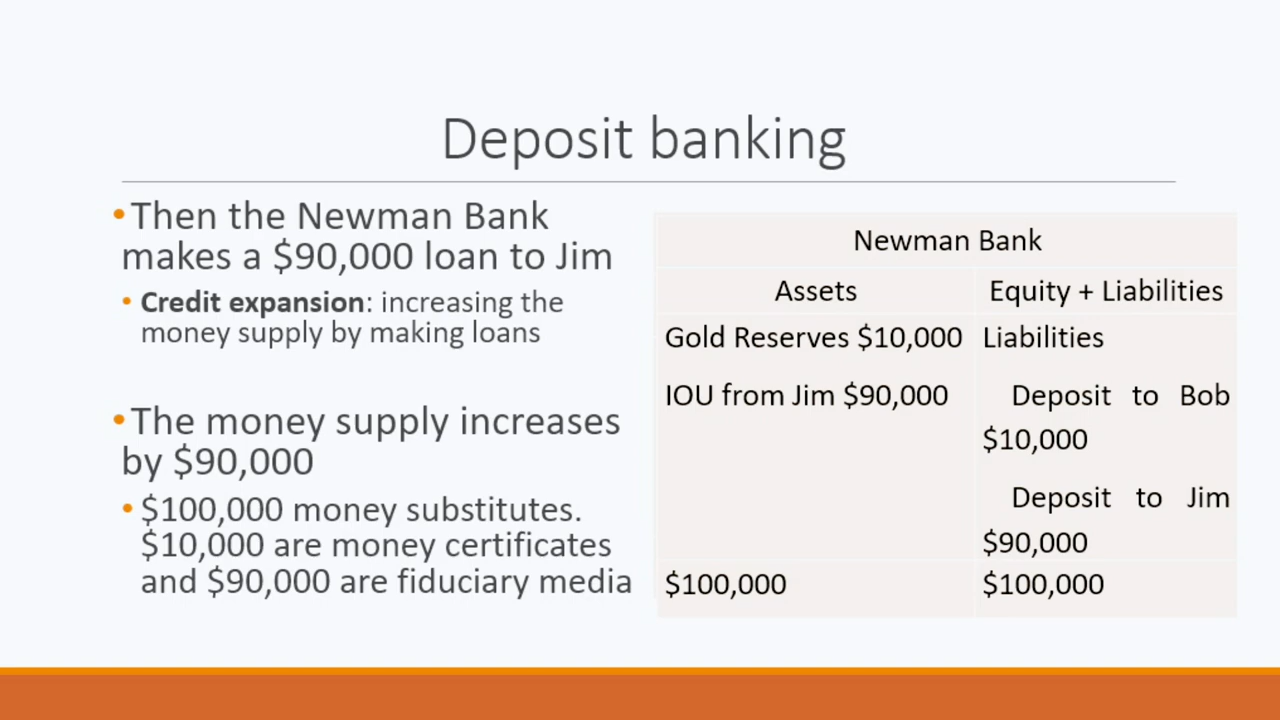 Deposit banking
•Then the Newman Bank
makes a $90,000 loan to Jim
• Credit expansion: increasing the
money supply by making loans
•The money supply increases
by $90,000
• $100,000 money substitutes.
$10,000 are money certificates
and $90,000 are fiduciary media
Newman Bank
Assets Equity + Liabilities
Gold Reserves $10,000 Liabilities
IOU from Jim $90,000 Deposit to Bob
$10,000
Deposit to Jim
$90,000
$100,000 $100,000